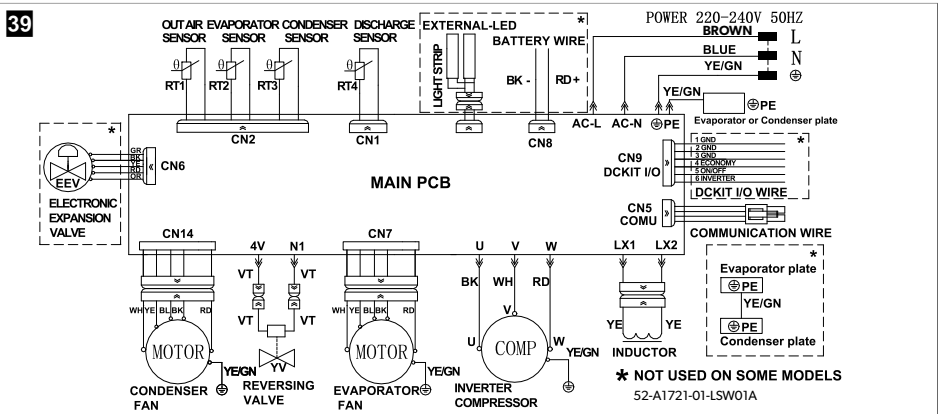 39
OUT AIR EVAPORATOR CONDENSER DISCHARGE
SENSOR SENSOR SENSOR SENSOR
θ RT1
θ RT2
θ RT3
θ RT4
CN2
CN1
EXTERNAL-LED
*
LIGHT STRIP
BATTERY WIRE
BK -
RD+
CN8
POWER 220-240V 50HZ
BROWN
L
BLUE
N
YE/GN
YE/GN
PE
Evaporator or Condenser plate
AC-L AC-N PE
*
EEV
GR
BK
YE
RD
OR
CN6
ELECTRONIC
EXPANSION
VALVE
MAIN PCB
CN9
DCKIT I/O
1 GND
2 GND
3 GND
4 ECONOMY
5 ON/OFF
6 INVERTER
*
DCKIT I/O WIRE
CN5
COMU
COMMUNICATION WIRE
CN14
4V
N1
CN7
U
V
W
LX1
LX2
VT
VT
BK
WH
RD
WH YE BL BK RD
VT
VT
WH YE BL BK RD
V
YE
YE
MOTOR
YV
MOTOR
U
COMP
W
YE/GN
YE/GN
YE/GN
INDUCTOR
CONDENSER
FAN
REVERSING
VALVE
EVAPORATOR
FAN
INVERTER
COMPRESSOR
*
Evaporator plate
PE
YE/GN
PE
Condenser plate
* NOT USED ON SOME MODELS
52-A1721-01-LSW01A